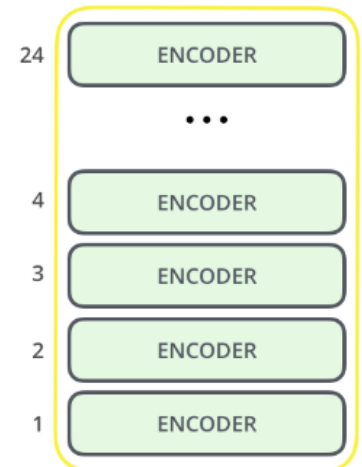 24 ENCODER
...
4 ENCODER
3 ENCODER
2 ENCODER
1 ENCODER